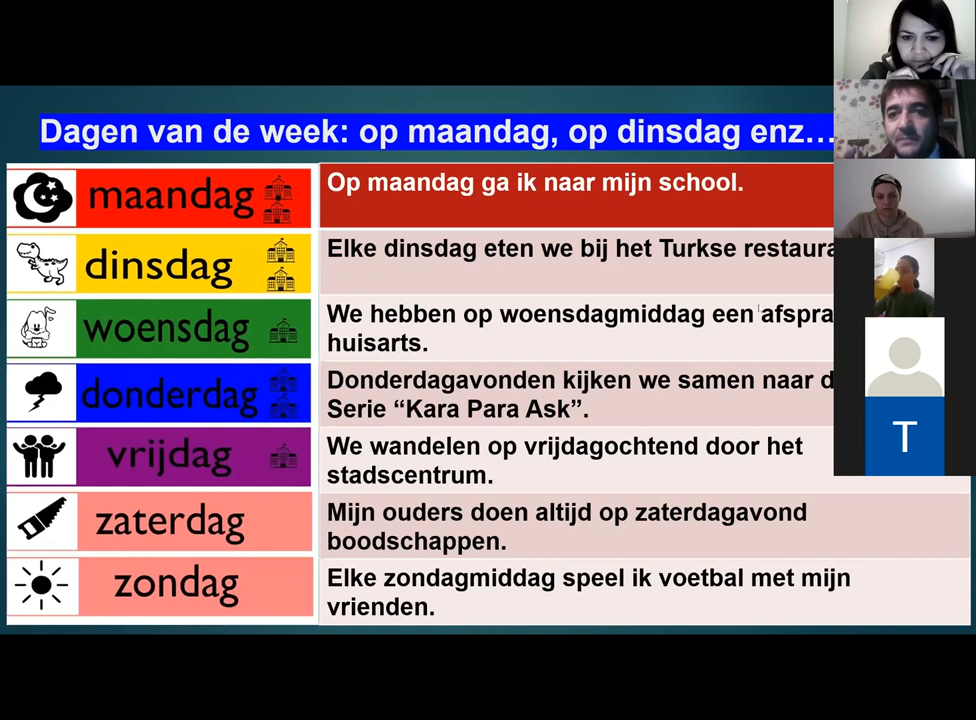 Dagen van de week: op maandag, op dinsdag enz…
maandag
Op maandag ga ik naar mijn school.
dinsdag
Elke dinsdag eten we bij het Turkse
woensdag
We hebben op woensdagmiddag een
huisarts.
donderdag
Donderdagavonden kijken we samen naar
Serie “Kara Para Ask”.
vrijdag
We wandelen op vrijdagochtend door het
stadscentrum.
zaterdag
Mijn ouders doen altijd op zaterdagavond
boodschappen.
zondag
Elke zondagmiddag speel ik voetbal met mijn
vrienden.
T